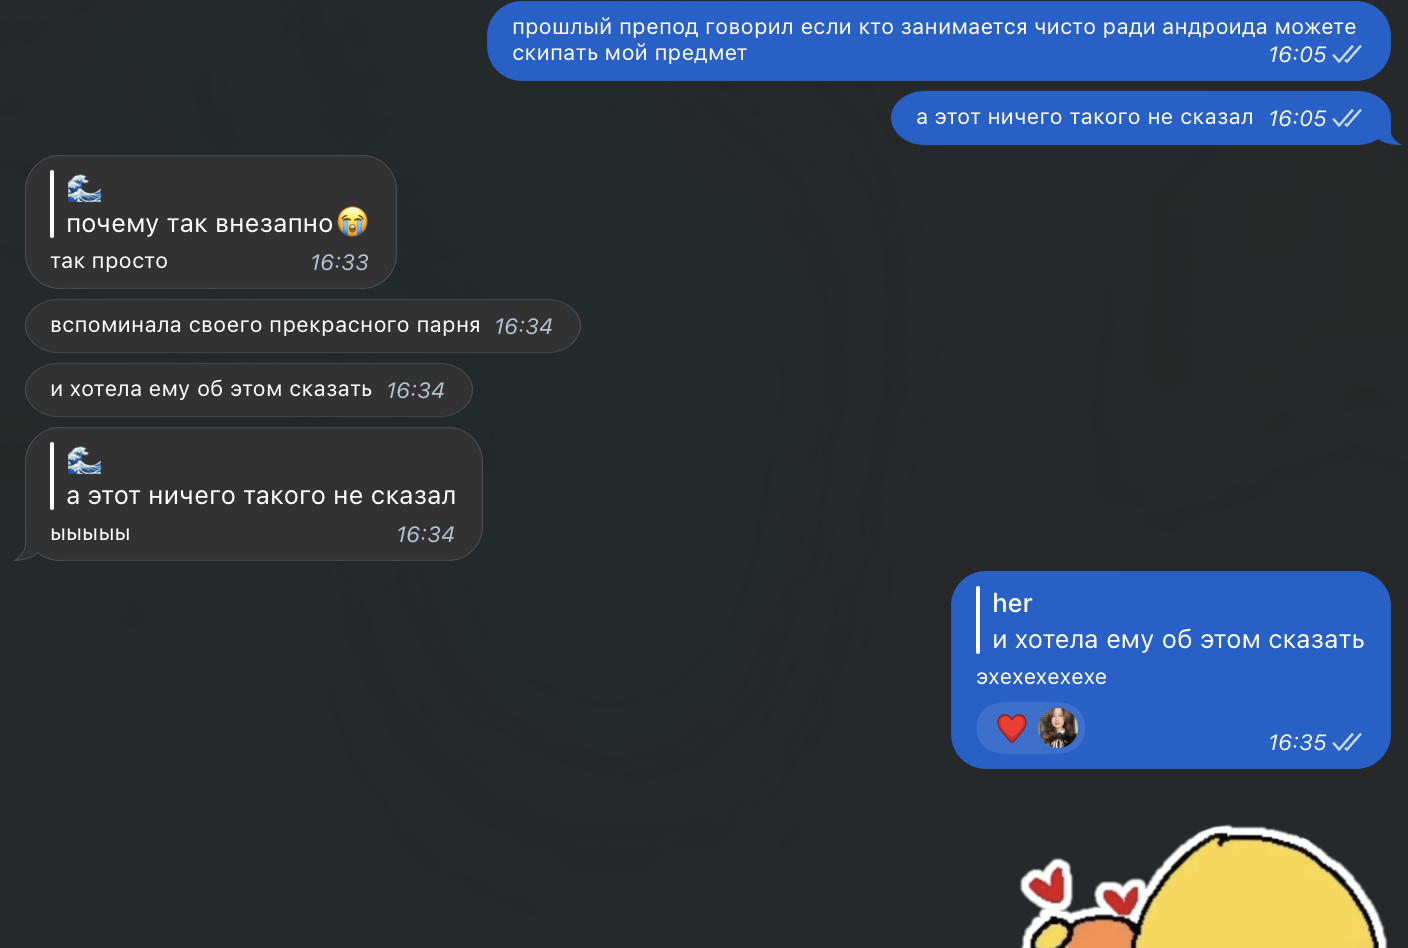 прошлый препод говорил если кто занимается чисто ради андроида можете
скипать мой предмет
16:05
а этот ничего такого не сказал 16:05
почему так внезапно😭
так просто 16:33
вспоминала своего прекрасного парня 16:34
и хотела ему об этом сказать 16:34
а этот ничего такого не сказал
ыыыыы 16:34
her
и хотела ему об этом сказать
эхехехехехе
16:35